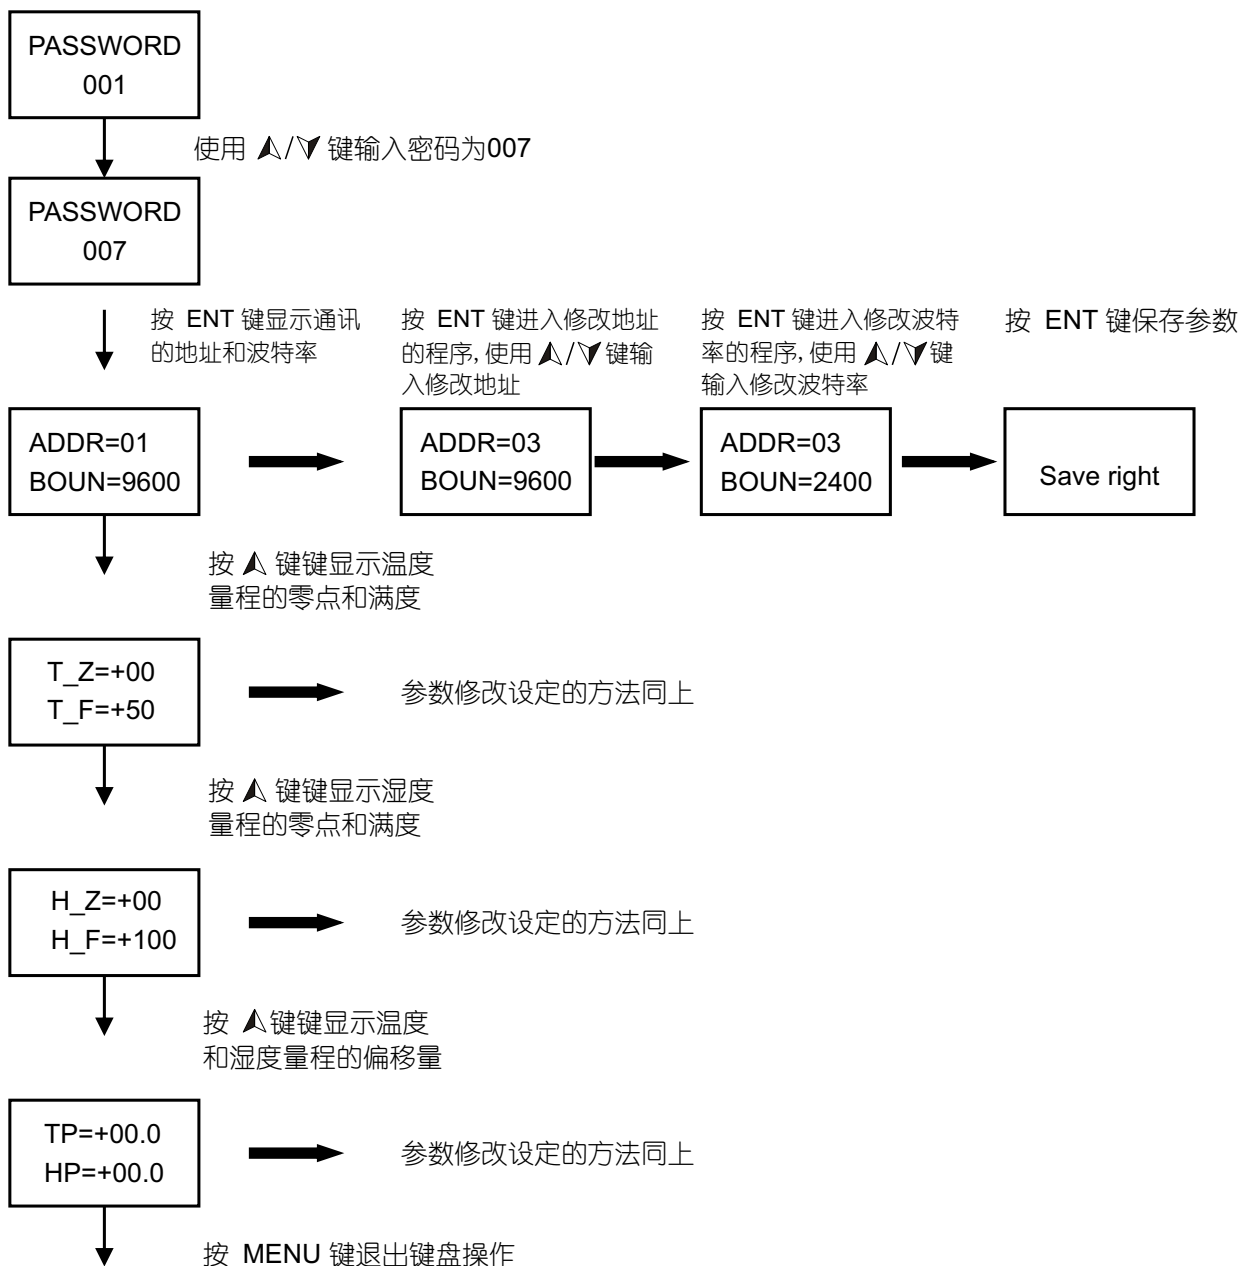 PASSWORD
001
使用 /键输入密码为007
PASSWORD
007
按 ENT 键显示通讯
的地址和波特率
按 ENT 键进入修改地址
的程序,使用 /键输
入修改地址
按 ENT 键进入修改波特
率的程序,使用 /键
输入修改波特率
按 ENT 键保存参数
ADDR=01
BOUN=9600
ADDR=03
BOUN=9600
ADDR=03
BOUN=2400
Save right
按 键键显示温度
量程的零点和满度
T_Z=+00
T_F=+50
参数修改设定的方法同上
按 键键显示湿度
量程的零点和满度
H_Z=+00
H_F=+100
参数修改设定的方法同上
按 键键显示温度
和湿度量程的偏移量
TP=+00.0
HP=+00.0
参数修改设定的方法同上
按 MENU 键退出键盘操作